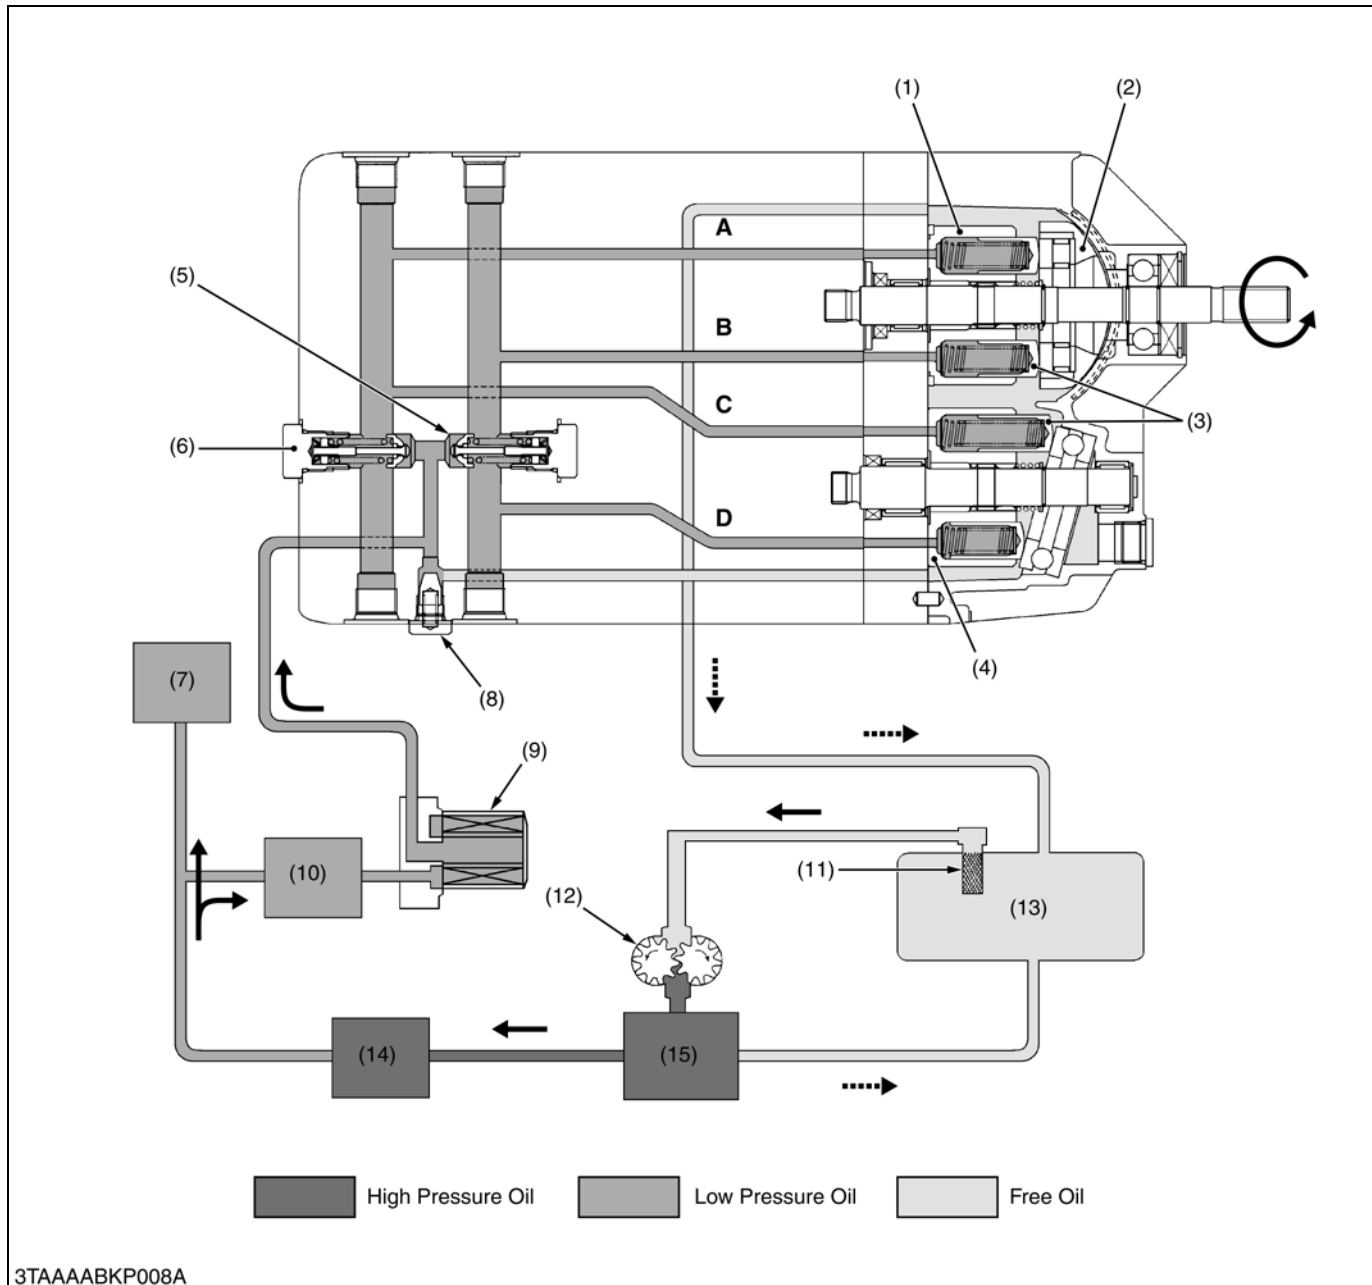 (1) (2)
A
(5)
B
(3)
C
(6)
D
(4)
(7)
(8)
(9)
(10)
(11)
(12)
(13)
(14)
(15)
High Pressure Oil Low Pressure Oil Free Oil
3TAAAABKP008A